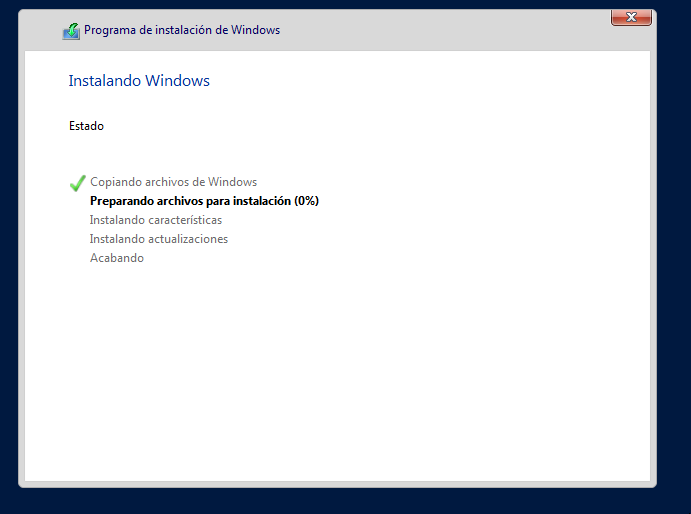 Programa de instalación de Windows
Instalando Windows
Estado
Copiando archivos de Windows
Preparando archivos para instalación (0%)
Instalando características
Instalando actualizaciones
Acabando